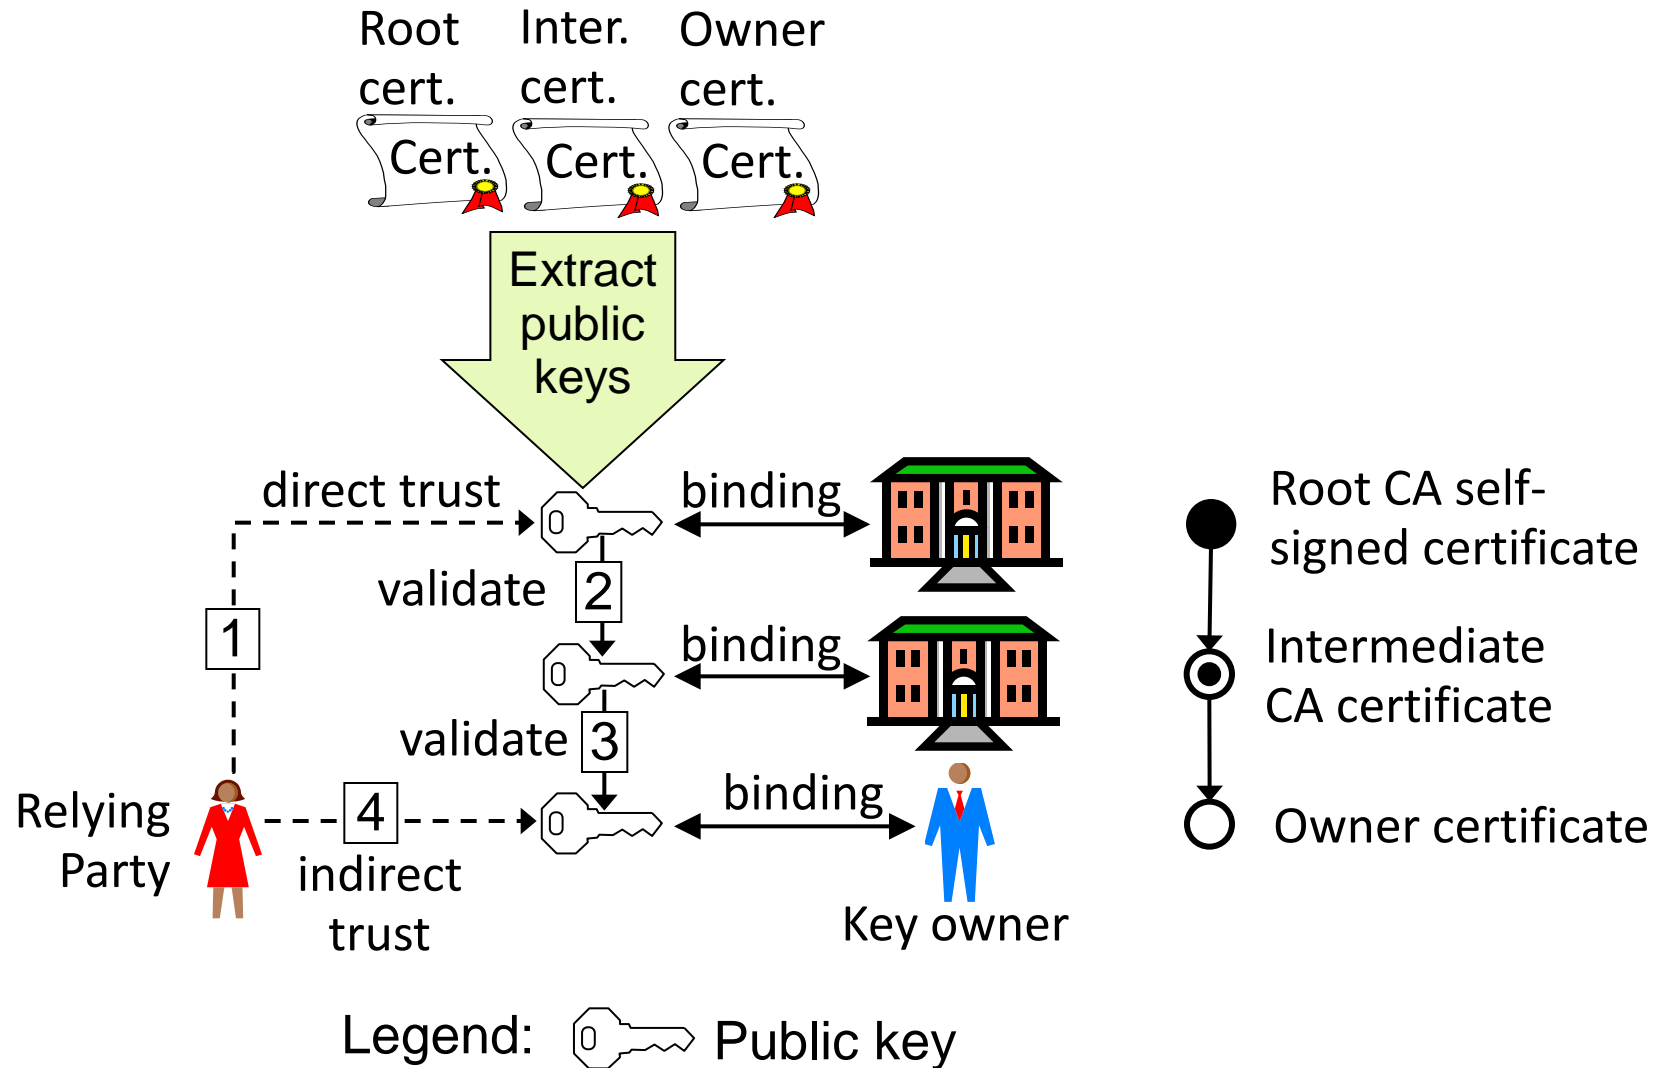 Root
cert.
Inter.
cert.
Owner
cert.
Cert.
Cert.
Cert.
Extract
public
keys
direct trust
binding
validate
2
1
binding
validate
3
Relying
Party
4
indirect
trust
binding
Key owner
Root CA self-
signed certificate
Intermediate
CA certificate
Owner certificate
Legend:
Public key